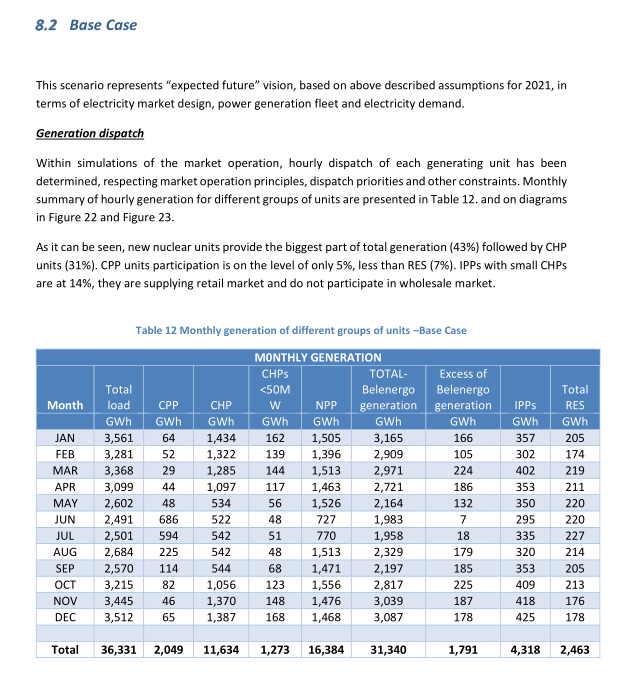 8.2 Base Case
This scenario represents “expected future” vision, based on above described assumptions for 2021, in
terms of electricity market design, power generation fleet and electricity demand.
Generation dispatch
Within simulations of the market operation, hourly dispatch of each generating unit has been
determined, respecting market operation principles, dispatch priorities and other constraints. Monthly
summary of hourly generation for different groups of units are presented in Table 12. and on diagrams
in Figure 22 and Figure 23.
As it can be seen, new nuclear units provide the biggest part of total generation (43%) followed by CHP
units (31%). CPP units participation is on the level of only 5%, less than RES (7%). IPPs with small CHPs
are at 14%, they are supplying retail market and do not participate in wholesale market.
Table 12 Monthly generation of different groups of units –Base Case
M0NTHLY GENERATION
CHPs TOTAL- Excess of
Total <50M Belenergo Belenergo Total
Month load CPP CHP W NPP generation generation IPPs RES
GWh GWh GWh GWh GWh GWh GWh GWh GWh
JAN 3,561 64 1,434 162 1,505 3,165 166 357 205
FEB 3,281 52 1,322 139 1,396 2,909 105 302 174
MAR 3,368 29 1,285 144 1,513 2,971 224 402 219
APR 3,099 44 1,097 117 1,463 2,721 186 353 211
MAY 2,602 48 534 56 1,526 2,164 132 350 220
JUN 2,491 686 522 48 727 1,983 7 295 220
JUL 2,501 594 542 51 770 1,958 18 335 227
AUG 2,684 225 542 48 1,513 2,329 179 320 214
SEP 2,570 114 544 68 1,471 2,197 185 353 205
OCT 3,215 82 1,056 123 1,556 2,817 225 409 213
NOV 3,445 46 1,370 148 1,476 3,039 187 418 176
DEC 3,512 65 1,387 168 1,468 3,087 178 425 178
Total 36,331 2,049 11,634 1,273 16,384 31,340 1,791 4,318 2,463